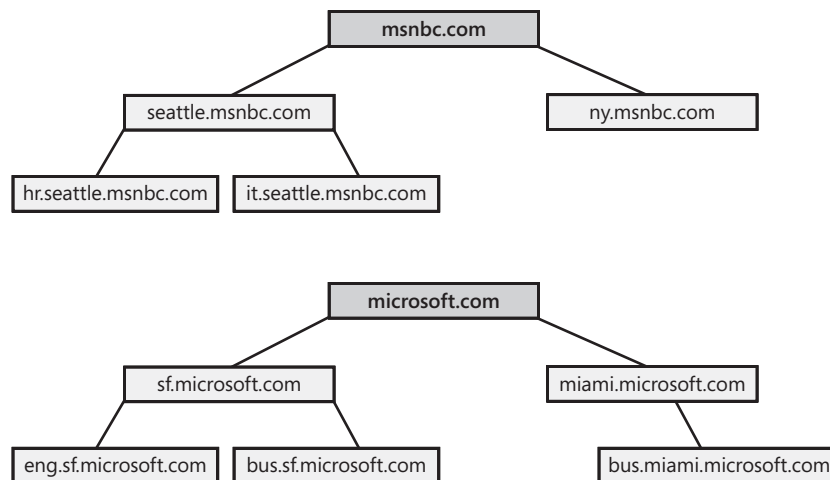 msnbc.com
seattle.msnbc.com
ny.msnbc.com
hr.seattle.msnbc.com
it.seattle.msnbc.com
microsoft.com
sf.microsoft.com
miami.microsoft.com
eng.sf.microsoft.com
bus.sf.microsoft.com
bus.miami.microsoft.com